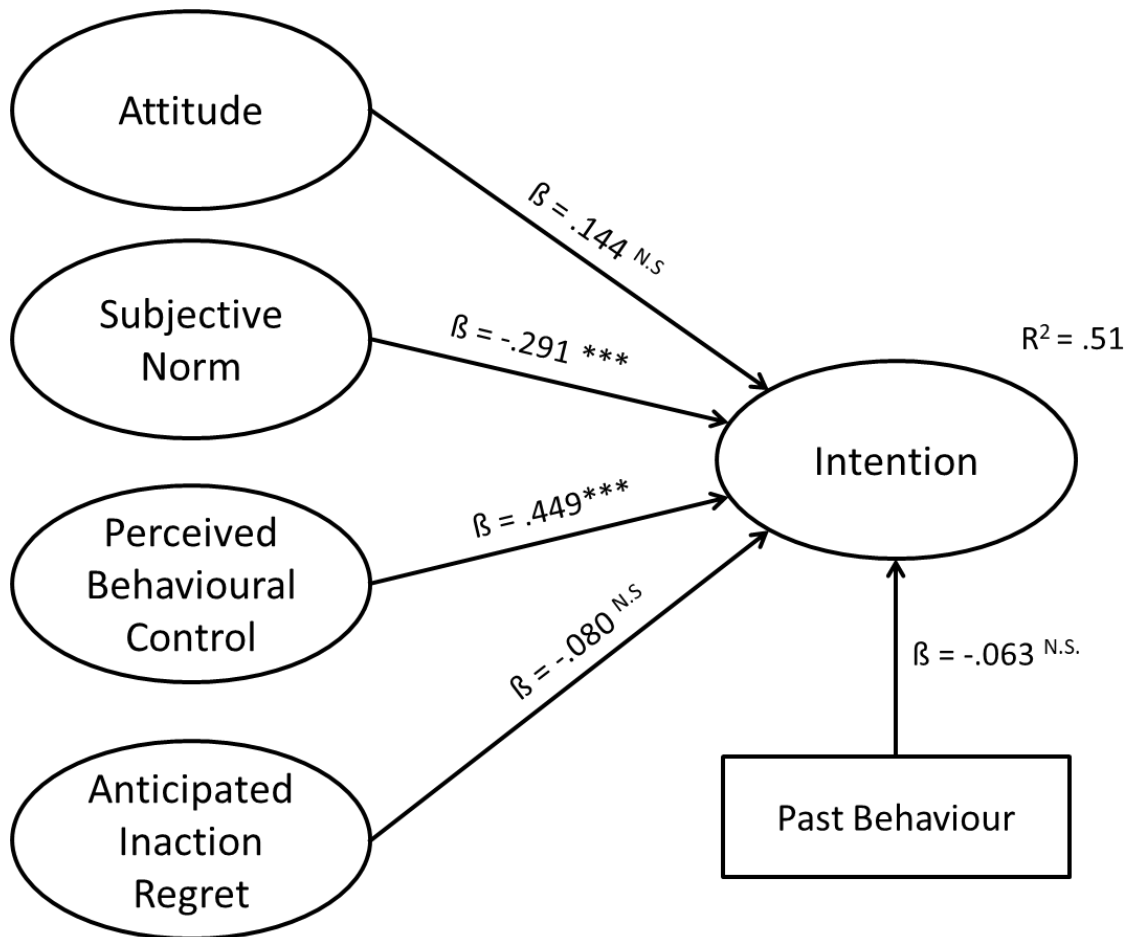 Attitude
ß = .144 N.S
Subjective
Norm
ß = -.291 ***
R² = .51
Intention
Perceived
Behavioural
Control
ß = .449***
ß = -.080 N.S
ß = -.063 N.S.
Anticipated
Inaction
Regret
Past Behaviour